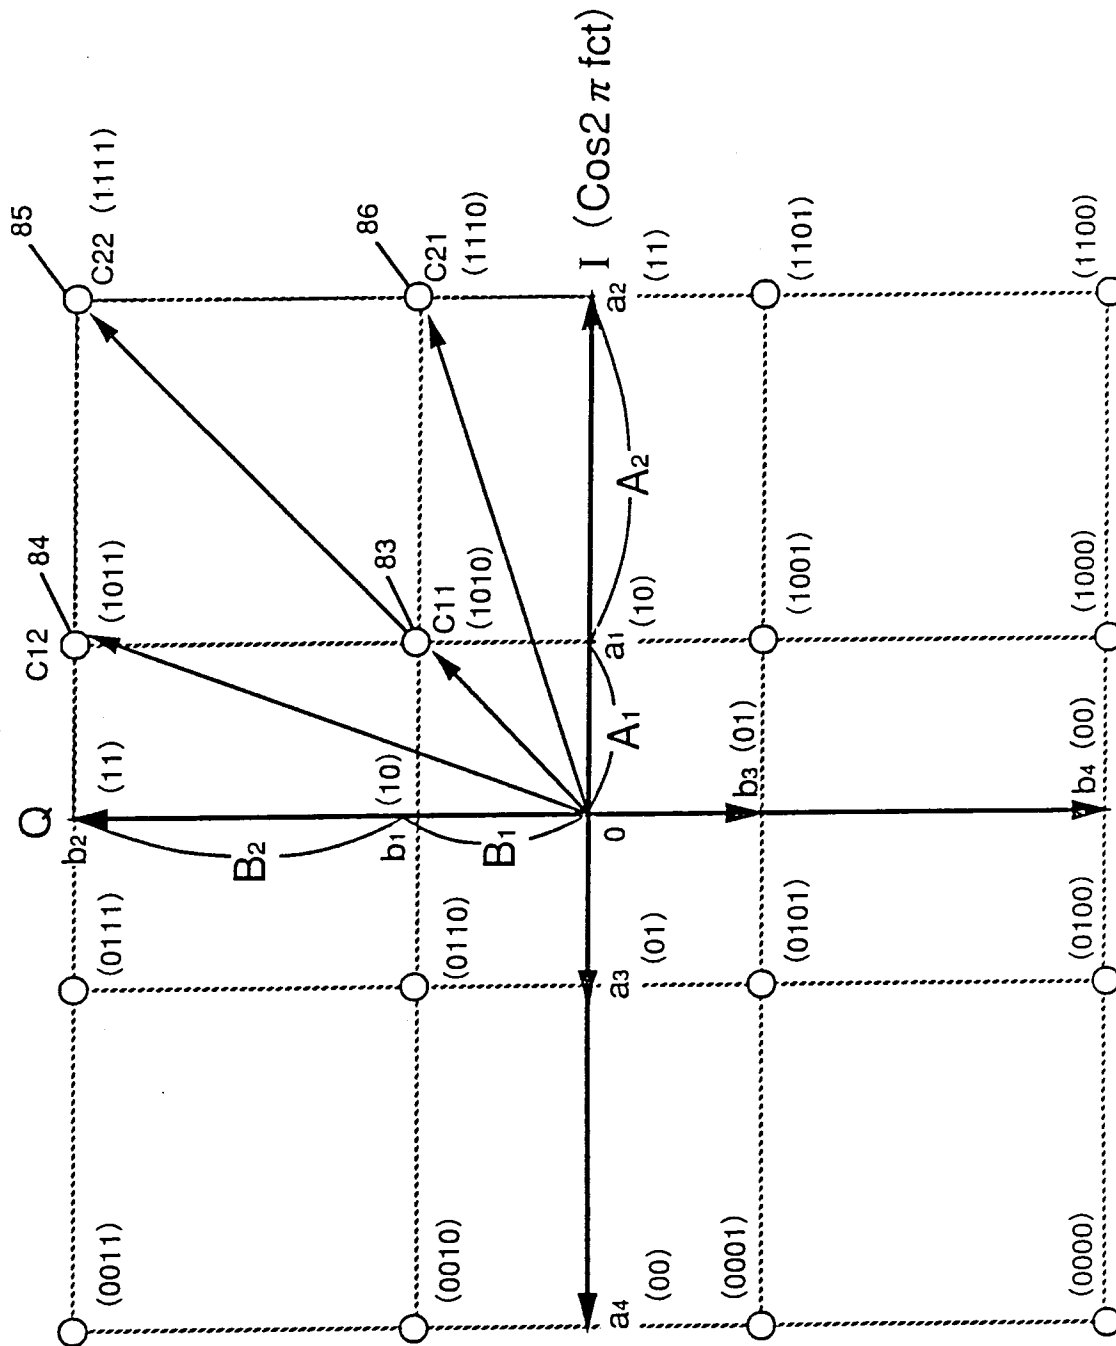 Q
C12
84
85
b2
(0011)
(0111)
(11)
(1011)
C22 (1111)
B2
83
86
b1
(10)
(0010)
(0110)
C11
(1010)
C21
(1110)
B1
I (Cos2 π fct)
a4
a3
0
a1
a2
A1
A2
(00)
(01)
(10)
(11)
(0001)
b3 (01)
(0101)
(1001)
(1101)
(0000)
(0100)
b4 (00)
(1000)
(1100)